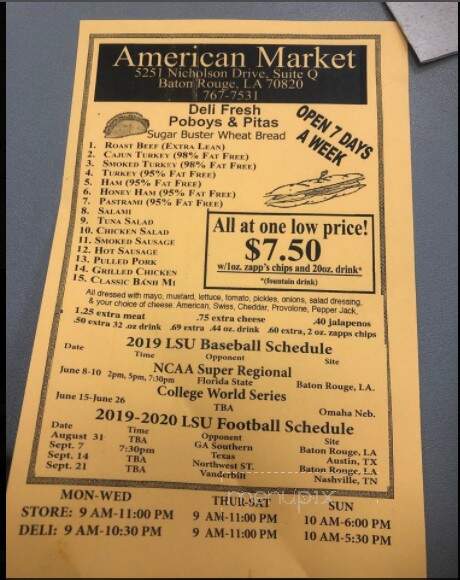 American Market
5251 Nicholson Drive, Suite Q
Baton Rouge, LA 70820
767-7531
Deli Fresh
Poboys & Pitas
Sugar Buster Wheat Bread
OPEN 7 DAYS
A WEEK
1. Roast Beef (Extra Lean)
2. Cajun Turkey (98% Fat Free)
3. Smoked Turkey (98% Fat Free)
4. Turkey (95% Fat Free)
5. Ham (95% Fat Free)
6. Honey Ham (95% Fat Free)
7. Pastrami (95% Fat Free)
8. Salami
9. Tuna Salad
10. Chicken Salad
11. Smoked Sausage
12. Hot Sausage
13. Pulled Pork
14. Grilled Chicken
15. Classic Banh Mi
All at one low price!
$7.50
w/1oz. zapp's chips and 20oz. drink*
*(fountain drink)
All dressed with mayo, mustard, lettuce, tomato, pickles, onions, salad dressing,
& your choice of cheese. American, Swiss, Cheddar, Provolone, Pepper Jack,
1.25 extra meat .75 extra cheese .40 jalapenos
.50 extra 32 .oz drink .69 extra .44 oz. drink .60 extra, 2 oz. zapps chips
2019 LSU Baseball Schedule
Date Time Opponent Site
NCAA Super Regional
June 8-10 2pm, 5pm, 7:30pm Florida State Baton Rouge, LA.
College World Series
June 15-June 26 TBA Omaha Neb.
2019-2020 LSU Football Schedule
Date Time Opponent Site
August 31 TBA GA Southern Baton Rouge, LA
Sept. 7 7:30pm Texas Austin, TX
Sept. 14 TBA Northwest ST. Baton Rouge, LA
Sept. 21 TBA Vanderbilt Nashville, TN
menupix
MON-WED THUR-SAT SUN
STORE: 9 AM-11:00 PM 9 AM-11:00 PM 10 AM-6:00 PM
DELI: 9 AM-10:30 PM 9 AM-11:00 PM 10 AM-5:30 PM